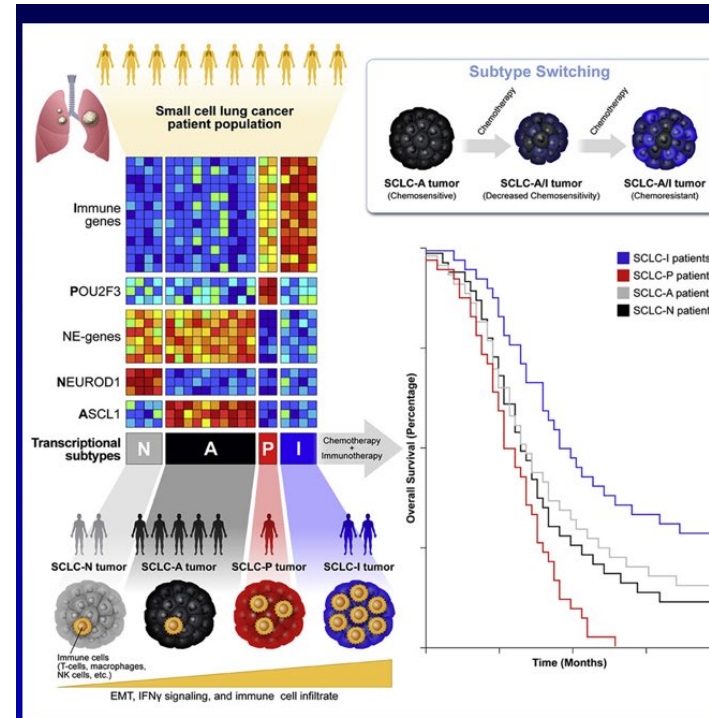 Small cell lung cancer
patient population
Immune
genes
POU2F3
NE-genes
NEUROD1
ASCL1
Transcriptional
subtypes
N
A
P
I
Chemotherapy
+
Immunotherapy
SCLC-N tumor
SCLC-A tumor
SCLC-P tumor
SCLC-I tumor
Immune cells
(T-cells, macrophages,
NK cells, etc.)
EMT, IFNγ signaling, and immune cell infiltrate
Subtype Switching
Chemotherapy
Chemotherapy
SCLC-A tumor
(Chemosensitive)
SCLC-A/I tumor
(Decreased Chemosensitivity)
SCLC-A/I tumor
(Chemoresistant)
SCLC-I patients
SCLC-P patient
SCLC-A patient
SCLC-N patient
Overall Survival (Percentage)
Time (Months)